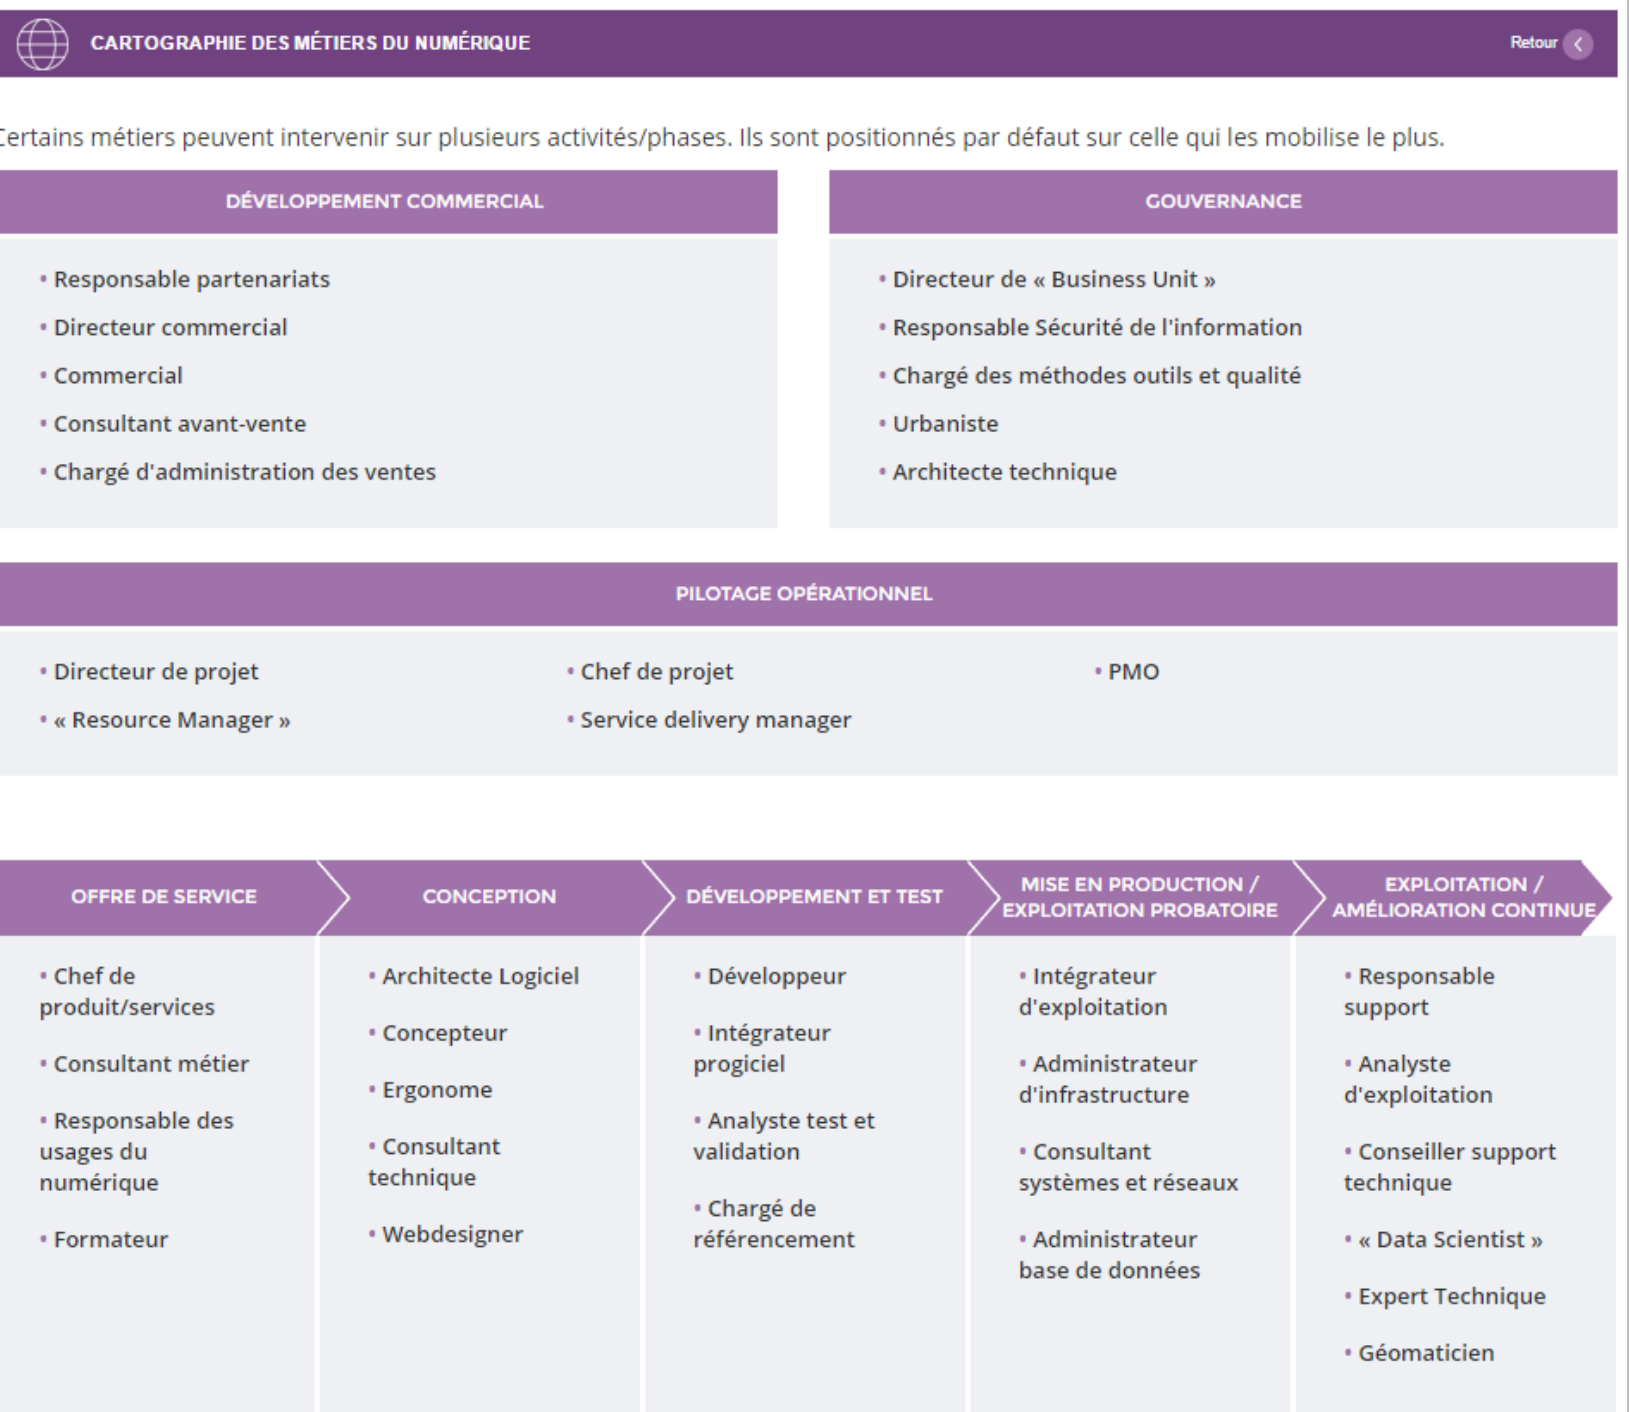 CARTOGRAPHIE DES MÉTIERS DU NUMÉRIQUE
Retour
Certains métiers peuvent intervenir sur plusieurs activités/phases. Ils sont positionnés par défaut sur celle qui les mobilise le plus.
DÉVELOPPEMENT COMMERCIAL
• Responsable partenariats
• Directeur commercial
• Commercial
• Consultant avant-vente
• Chargé d'administration des ventes
GOUVERNANCE
• Directeur de « Business Unit »
• Responsable Sécurité de l'information
• Chargé des méthodes outils et qualité
• Urbaniste
• Architecte technique
PILOTAGE OPÉRATIONNEL
• Directeur de projet
• Chef de projet
• PMO
• « Resource Manager »
• Service delivery manager
OFFRE DE SERVICE
• Chef de
produit/services
• Consultant métier
• Responsable des
usages du
numérique
• Formateur
CONCEPTION
• Architecte Logiciel
• Concepteur
• Ergonome
• Consultant
technique
• Webdesigner
DÉVELOPPEMENT ET TEST
• Développeur
• Intégrateur
progiciel
• Analyste test et
validation
• Chargé de
référencement
MISE EN PRODUCTION /
EXPLOITATION PROBATOIRE
• Intégrateur
d'exploitation
• Administrateur
d'infrastructure
• Consultant
systèmes et réseaux
• Administrateur
base de données
EXPLOITATION /
AMÉLIORATION CONTINUE
• Responsable
support
• Analyste
d'exploitation
• Conseiller support
technique
• « Data Scientist »
• Expert Technique
• Géomaticien